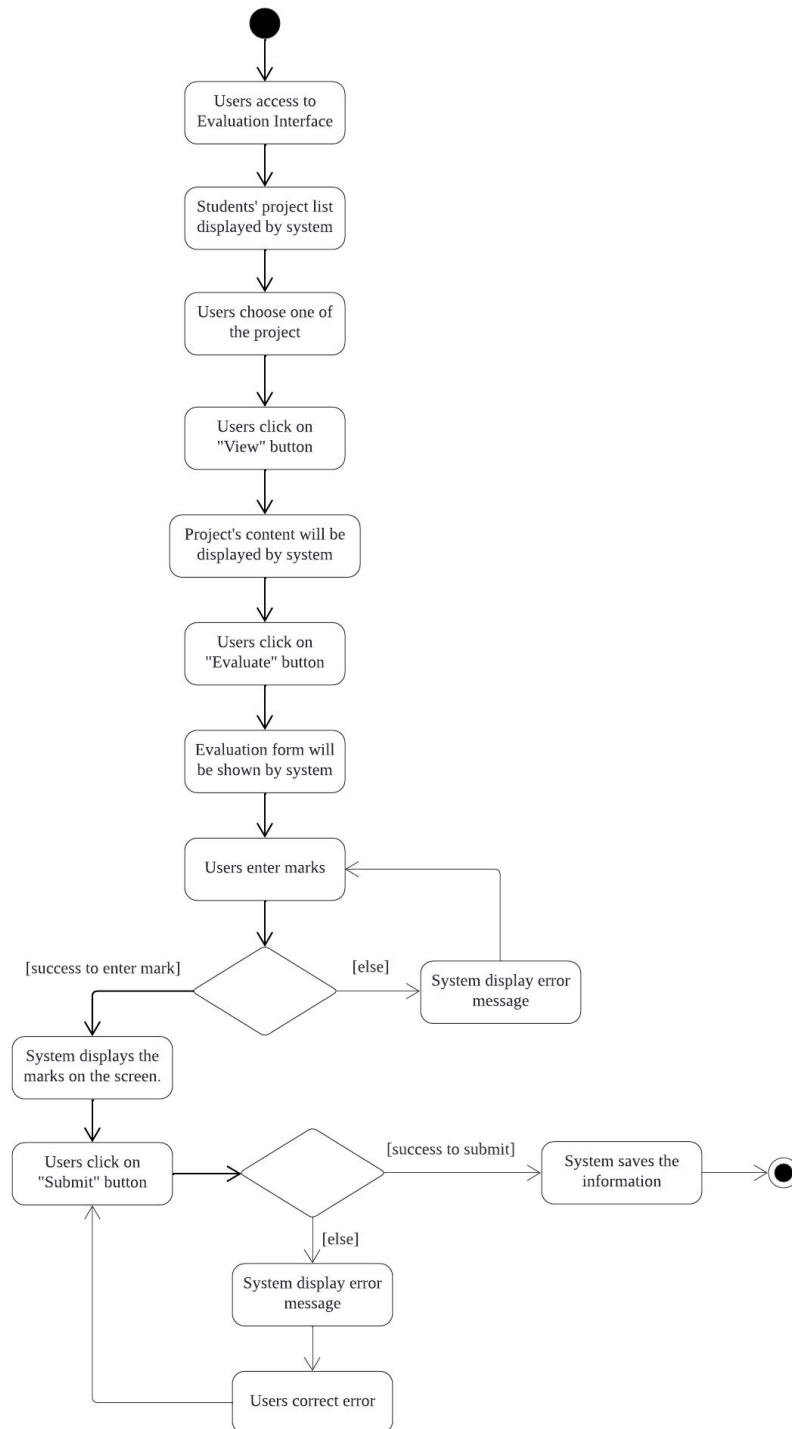 Users access to
Evaluation Interface
Students' project list
displayed by system
Users choose one of
the project
Users click on
"View" button
Project's content will be
displayed by system
Users click on
"Evaluate" button
Evaluation form will
be shown by system
Users enter marks
[success to enter mark]
[else]
System display error
message
System displays the
marks on the screen.
Users click on
"Submit" button
[success to submit]
System saves the
information
[else]
System display error
message
Users correct error